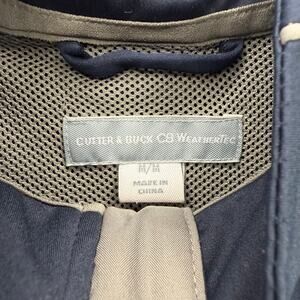 CUTTER & BUCK CB WEATHERTEC
M/M
MADE IN
CHINA